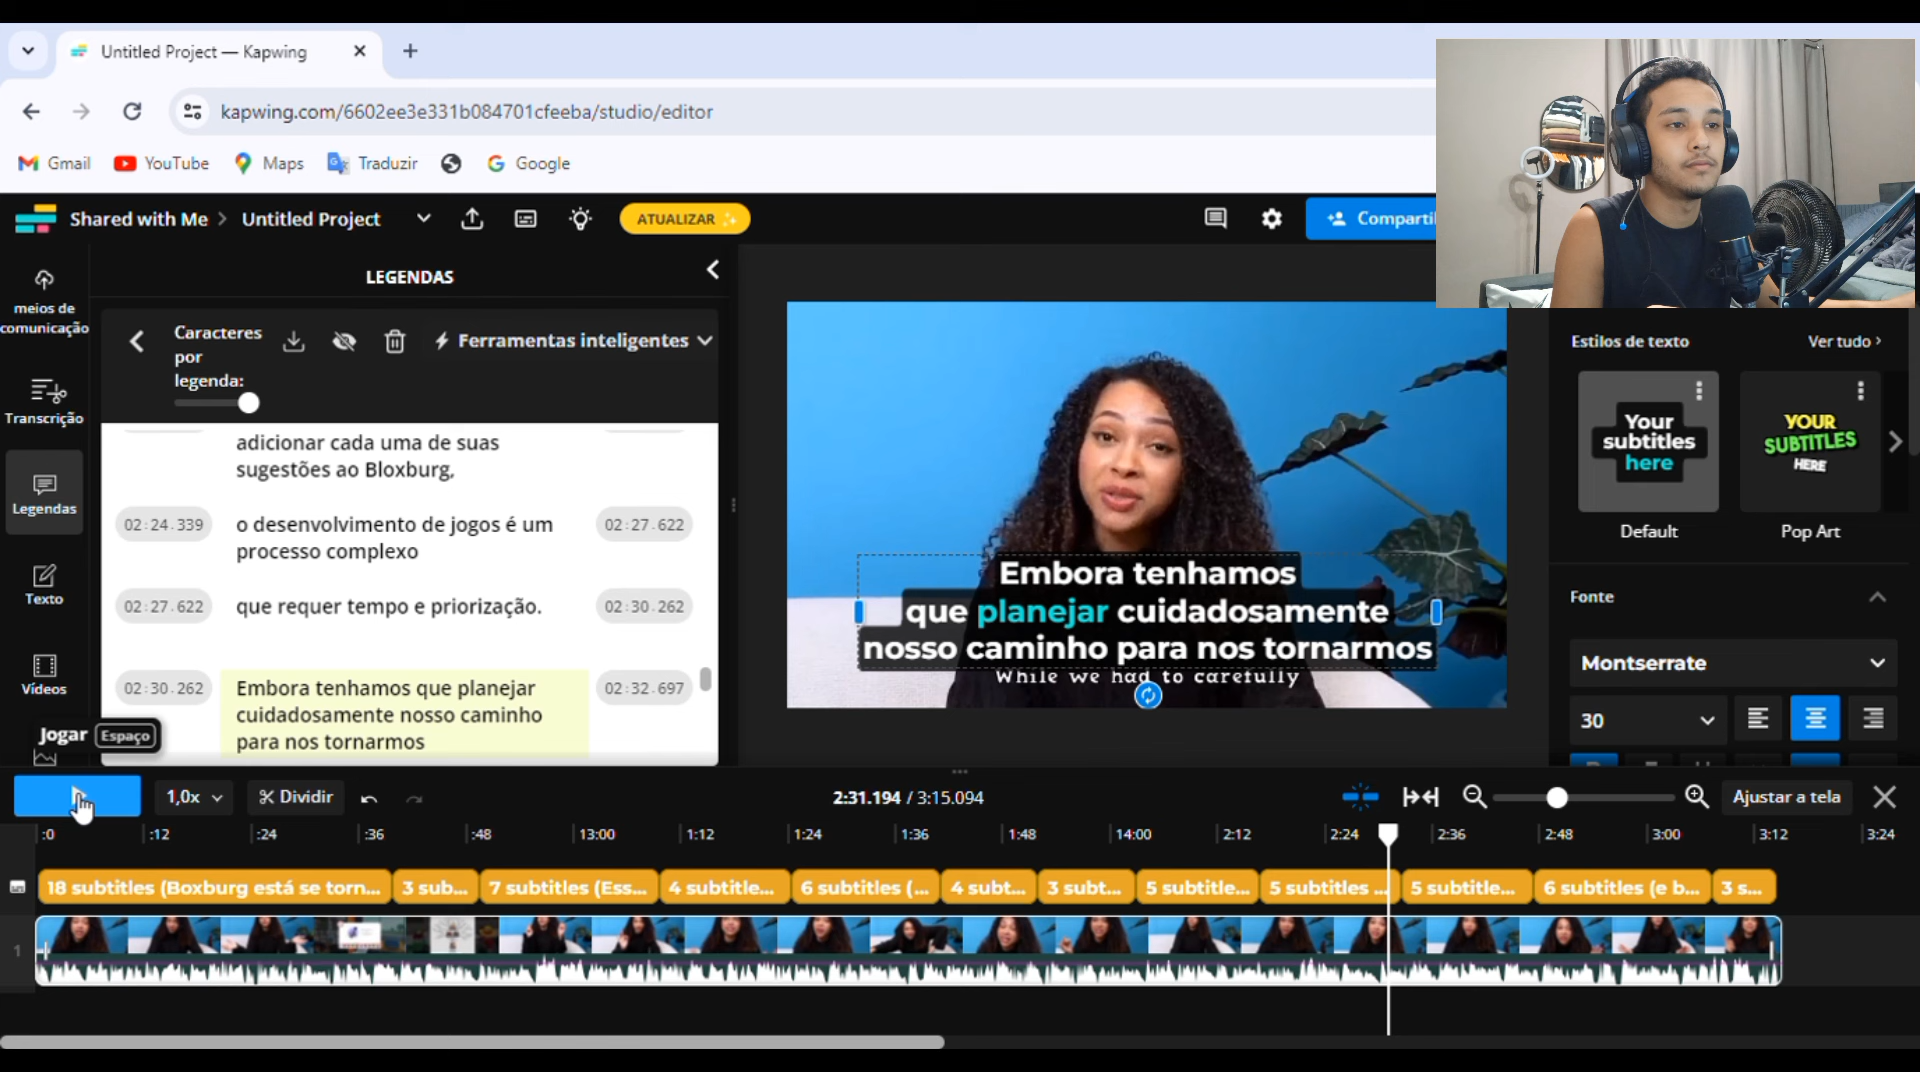 Untitled Project — Kapwing
kapwing.com/6602ee3e331b084701cfeeba/studio/editor
Gmail
YouTube
Maps
Traduzir
Google
Shared with Me > Untitled Project
ATUALIZAR
Compartil
meios de
comunicação
Transcrição
Legendas
Texto
Vídeos
Jogar Espaço
LEGENDAS
Caracteres
por
legenda:
Ferramentas inteligentes
adicionar cada uma de suas
sugestões ao Bloxburg,
02:24.339 o desenvolvimento de jogos é um 02:27.622
processo complexo
02:27.622 que requer tempo e priorização. 02:30.262
02:30.262 Embora tenhamos que planejar 02:32.697
cuidadosamente nosso caminho
para nos tornarmos
Embora tenhamos
que planejar cuidadosamente
nosso caminho para nos tornarmos
While we had to carefully
Estilos de texto
Ver tudo >
Your
subtitles
here
Default
YOUR
SUBTITLES
HERE
Pop Art
Fonte
Montserrate
30
1,0x
Dividir
2:31.194 / 3:15.094
Ajustar a tela
:0 :12 :24 :36 :48 13:00 1:12 1:24 1:36 1:48 14:00 2:12 2:24 2:36 2:48 3:00 3:12 3:24
18 subtitles (Boxburg está se torn...
3 sub...
7 subtitles (Ess...
4 subtitle...
6 subtitles (...
4 subt...
3 subt...
5 subtitle...
5 subtitles ...
5 subtitle...
6 subtitles (e b...
3 s...
1